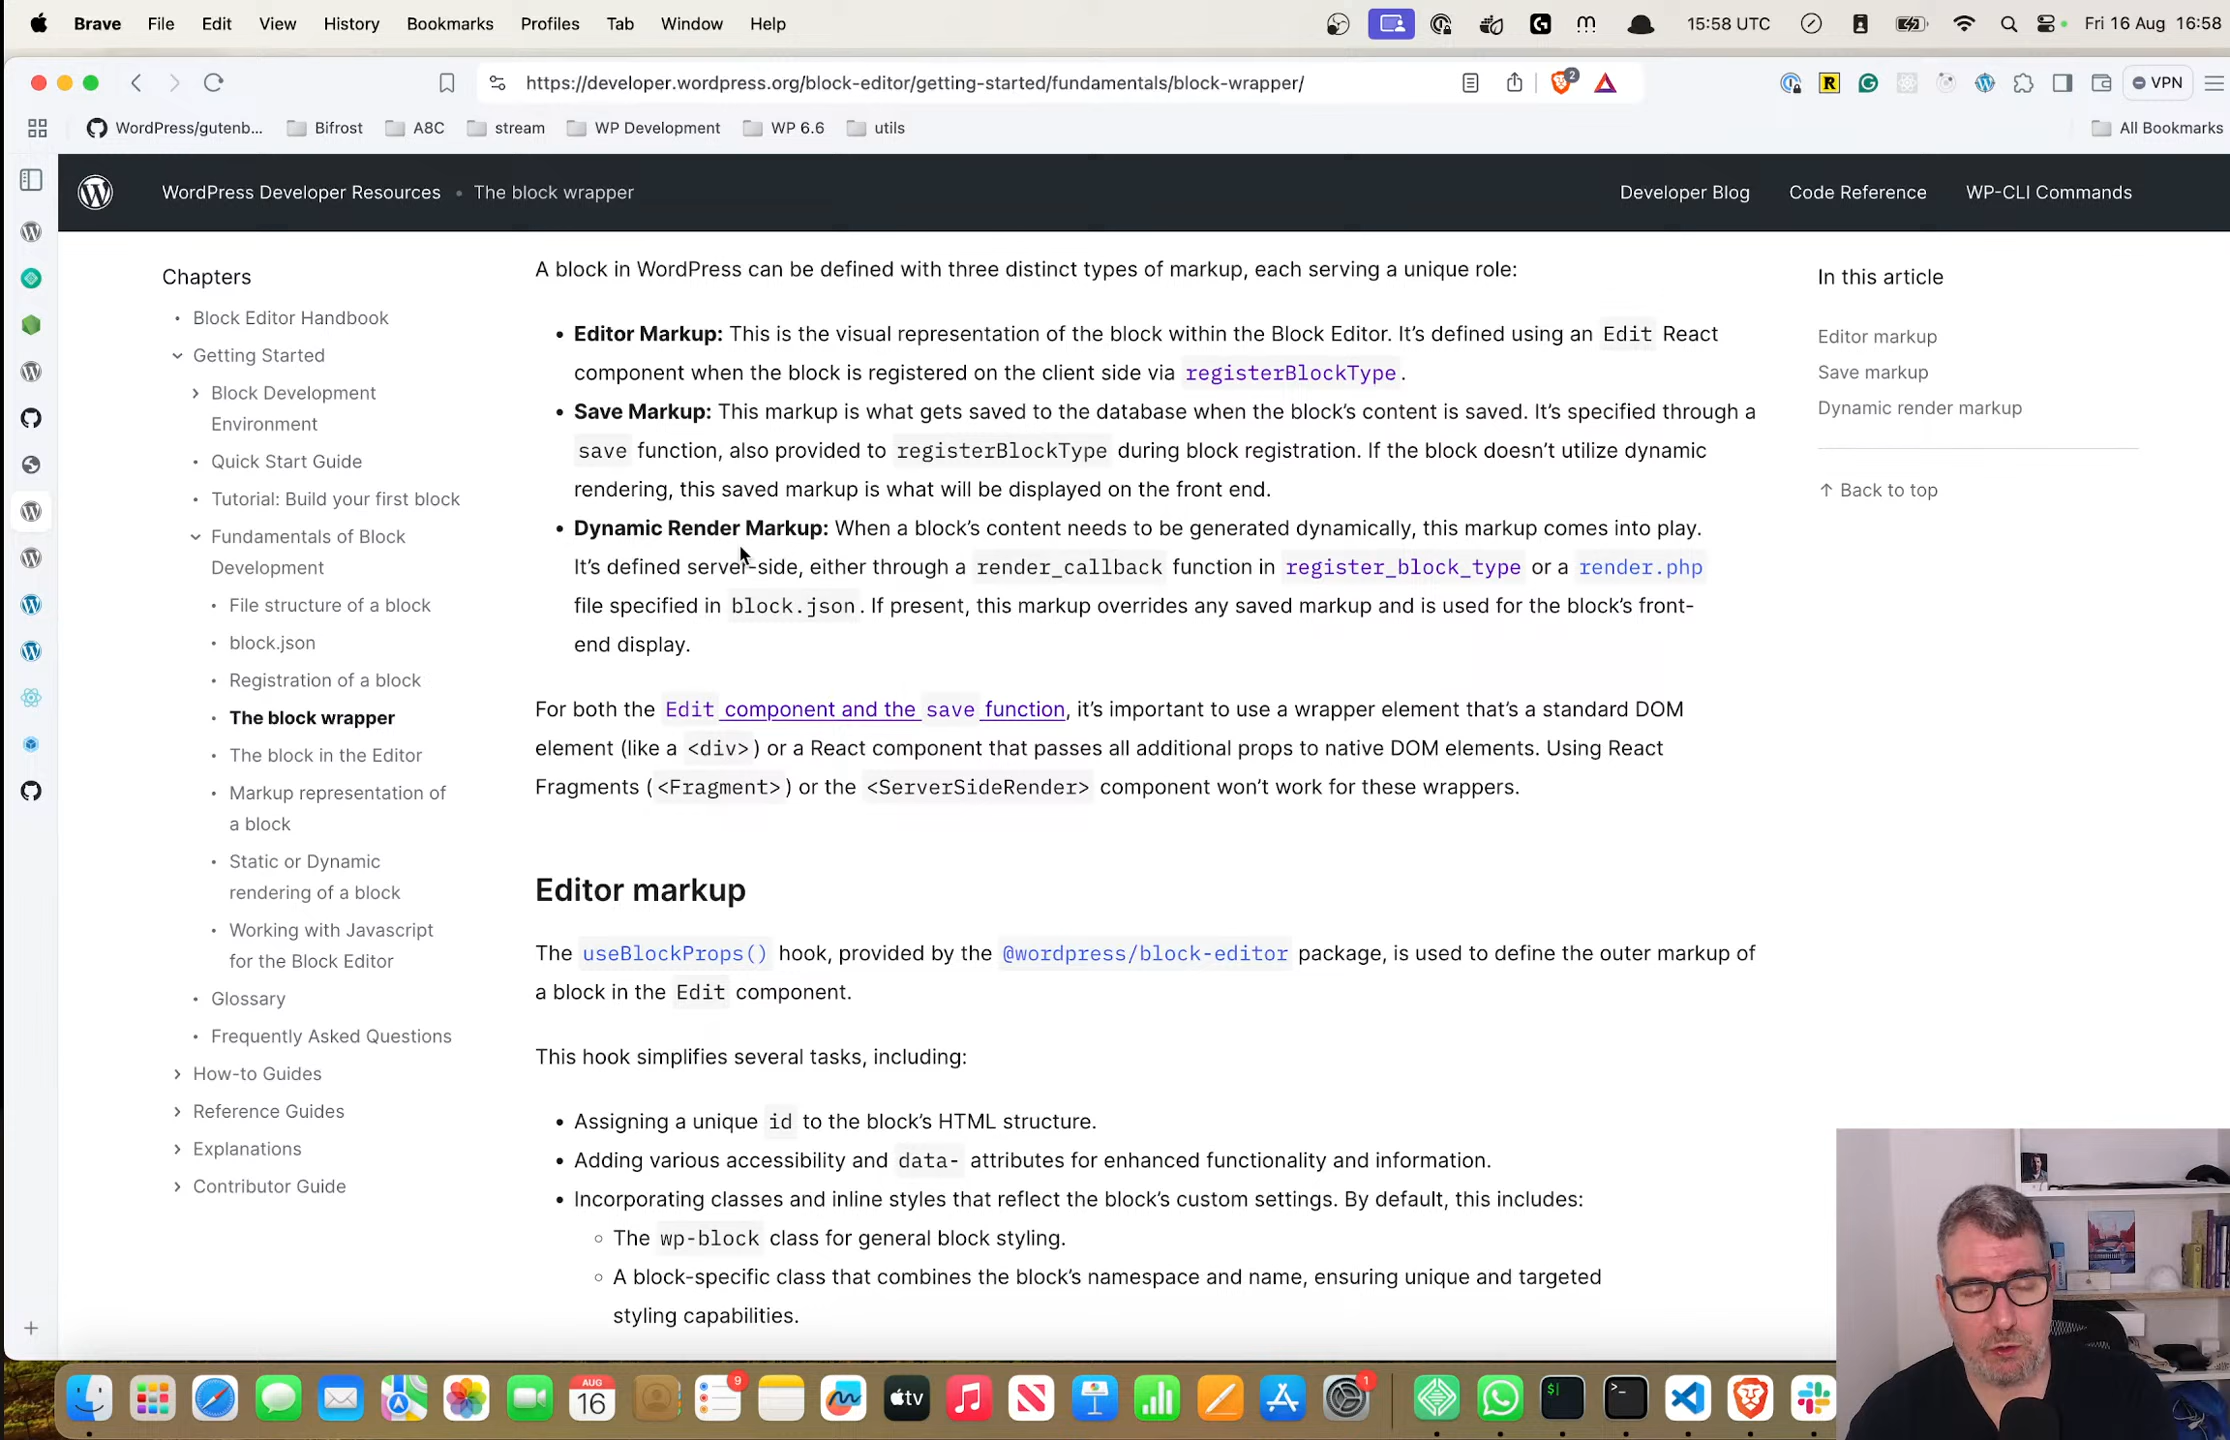 Brave File Edit View History Bookmarks Profiles Tab Window Help 15:58 UTC Fri 16 Aug 16:58
https://developer.wordpress.org/block-editor/getting-started/fundamentals/block-wrapper/ 2 VPN
WordPress/gutenb... Bifrost A8C stream WP Development WP 6.6 utils All Bookmarks
WordPress Developer Resources • The block wrapper Developer Blog Code Reference WP-CLI Commands
Chapters
• Block Editor Handbook
Getting Started
Block Development
Environment
• Quick Start Guide
• Tutorial: Build your first block
Fundamentals of Block
Development
• File structure of a block
• block.json
• Registration of a block
• The block wrapper
• The block in the Editor
• Markup representation of
a block
• Static or Dynamic
rendering of a block
• Working with Javascript
for the Block Editor
• Glossary
• Frequently Asked Questions
How-to Guides
Reference Guides
Explanations
Contributor Guide
A block in WordPress can be defined with three distinct types of markup, each serving a unique role:
• Editor Markup: This is the visual representation of the block within the Block Editor. It’s defined using an Edit React
component when the block is registered on the client side via registerBlockType.
• Save Markup: This markup is what gets saved to the database when the block’s content is saved. It’s specified through a
save function, also provided to registerBlockType during block registration. If the block doesn’t utilize dynamic
rendering, this saved markup is what will be displayed on the front end.
• Dynamic Render Markup: When a block’s content needs to be generated dynamically, this markup comes into play.
It’s defined server-side, either through a render_callback function in register_block_type or a render.php
file specified in block.json. If present, this markup overrides any saved markup and is used for the block’s front-
end display.
For both the Edit component and the save function, it’s important to use a wrapper element that’s a standard DOM
element (like a <div>) or a React component that passes all additional props to native DOM elements. Using React
Fragments (<Fragment>) or the <ServerSideRender> component won’t work for these wrappers.
Editor markup
The useBlockProps() hook, provided by the @wordpress/block-editor package, is used to define the outer markup of
a block in the Edit component.
This hook simplifies several tasks, including:
• Assigning a unique id to the block’s HTML structure.
• Adding various accessibility and data- attributes for enhanced functionality and information.
• Incorporating classes and inline styles that reflect the block’s custom settings. By default, this includes:
◦ The wp-block class for general block styling.
◦ A block-specific class that combines the block’s namespace and name, ensuring unique and targeted
styling capabilities.
In this article
Editor markup
Save markup
Dynamic render markup
↑ Back to top
AUG
16
9
tv
1